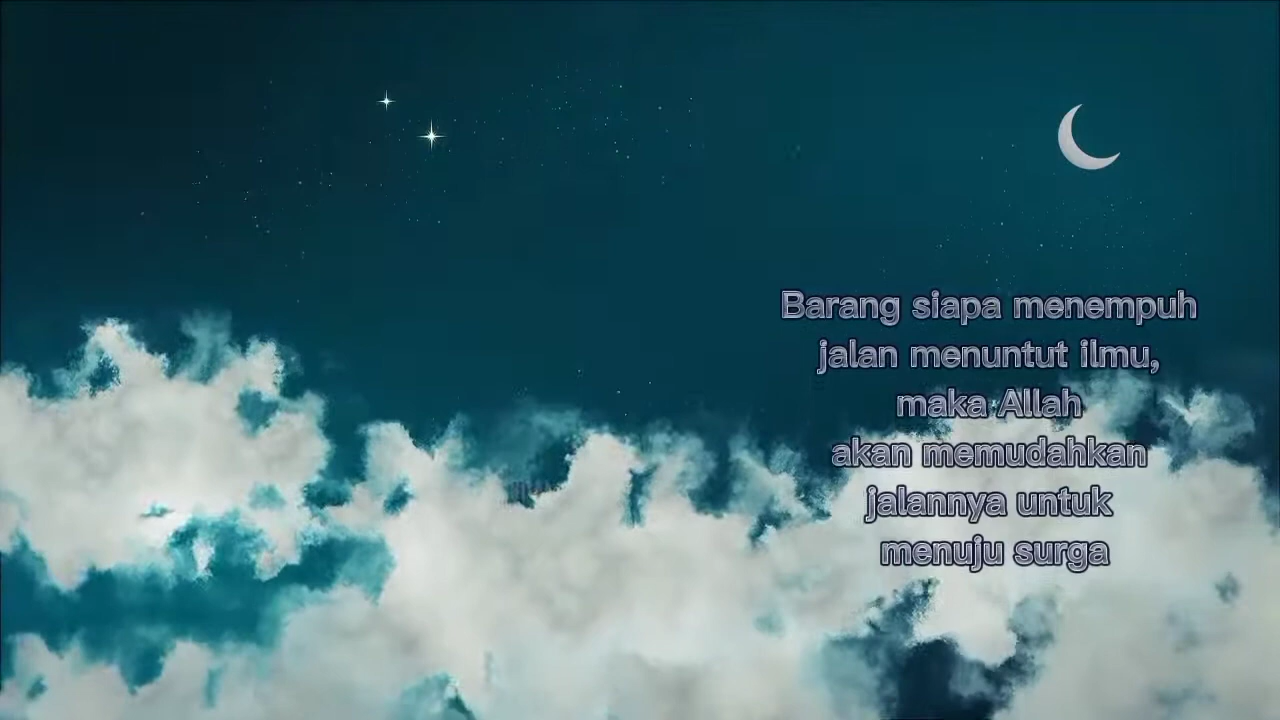 Barang siapa menempuh
jalan menuntut ilmu,
maka Allah
akan memudahkan
jalannya untuk
menuju surga